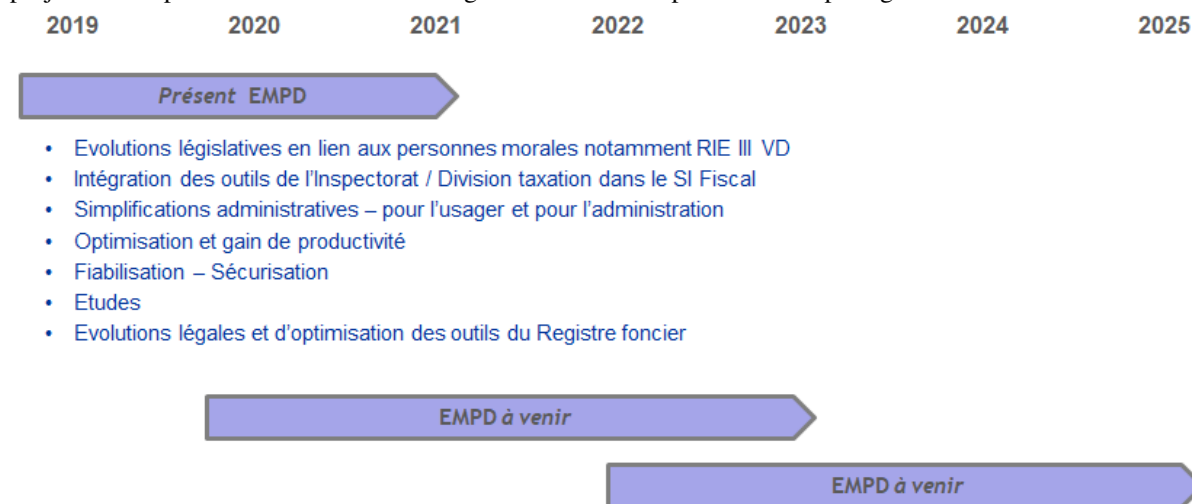 2019 2020 2021 2022 2023 2024 2025
Présent EMPD
• Evolutions législatives en lien aux personnes morales notamment RIE III VD
• Intégration des outils de l'Inspectorat / Division taxation dans le SI Fiscal
• Simplifications administratives – pour l'usager et pour l'administration
• Optimisation et gain de productivité
• Fiabilisation – Sécurisation
• Etudes
• Evolutions légales et d'optimisation des outils du Registre foncier
EMPD à venir
EMPD à venir